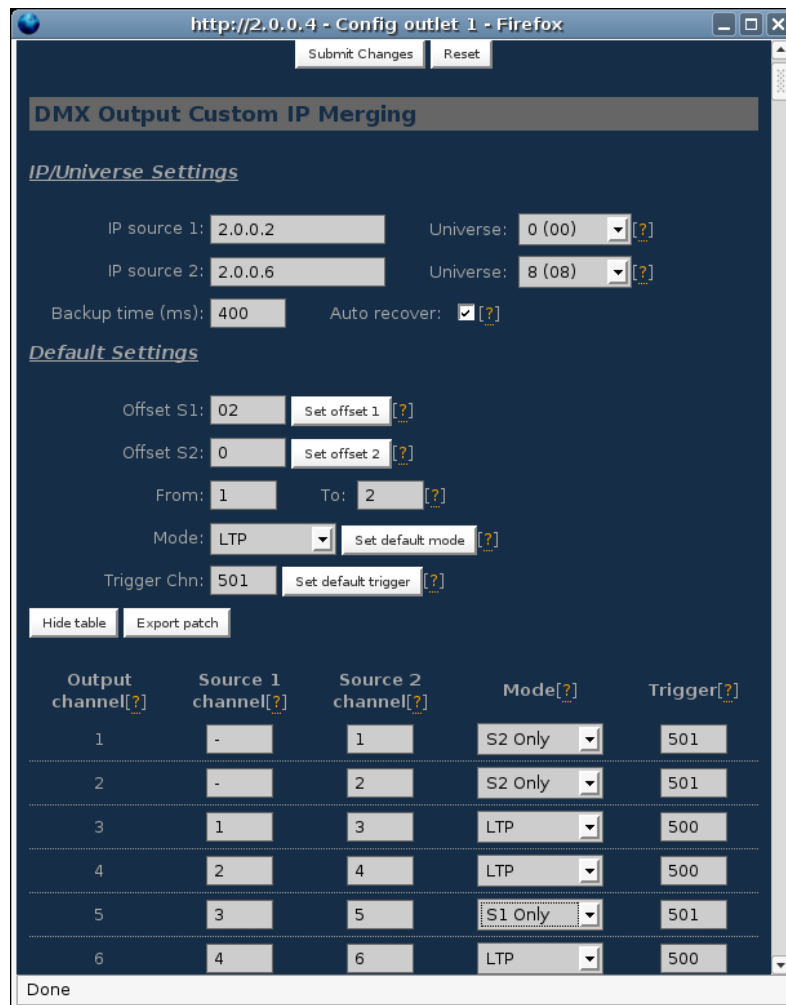 http://2.0.0.4 - Config outlet 1 - Firefox
Submit Changes Reset
DMX Output Custom IP Merging
IP/Universe Settings
IP source 1: 2.0.0.2 Universe: 0 (00) [?]
IP source 2: 2.0.0.6 Universe: 8 (08) [?]
Backup time (ms): 400 Auto recover: [?]
Default Settings
Offset S1: 02 Set offset 1 [?]
Offset S2: 0 Set offset 2 [?]
From: 1 To: 2 [?]
Mode: LTP Set default mode [?]
Trigger Chn: 501 Set default trigger [?]
Hide table Export patch
Output Source 1 Source 2
channel[?] channel[?] channel[?] Mode[?] Trigger[?]
1 - 1 S2 Only 501
2 - 2 S2 Only 501
3 1 3 LTP 500
4 2 4 LTP 500
5 3 5 S1 Only 501
6 4 6 LTP 500
Done